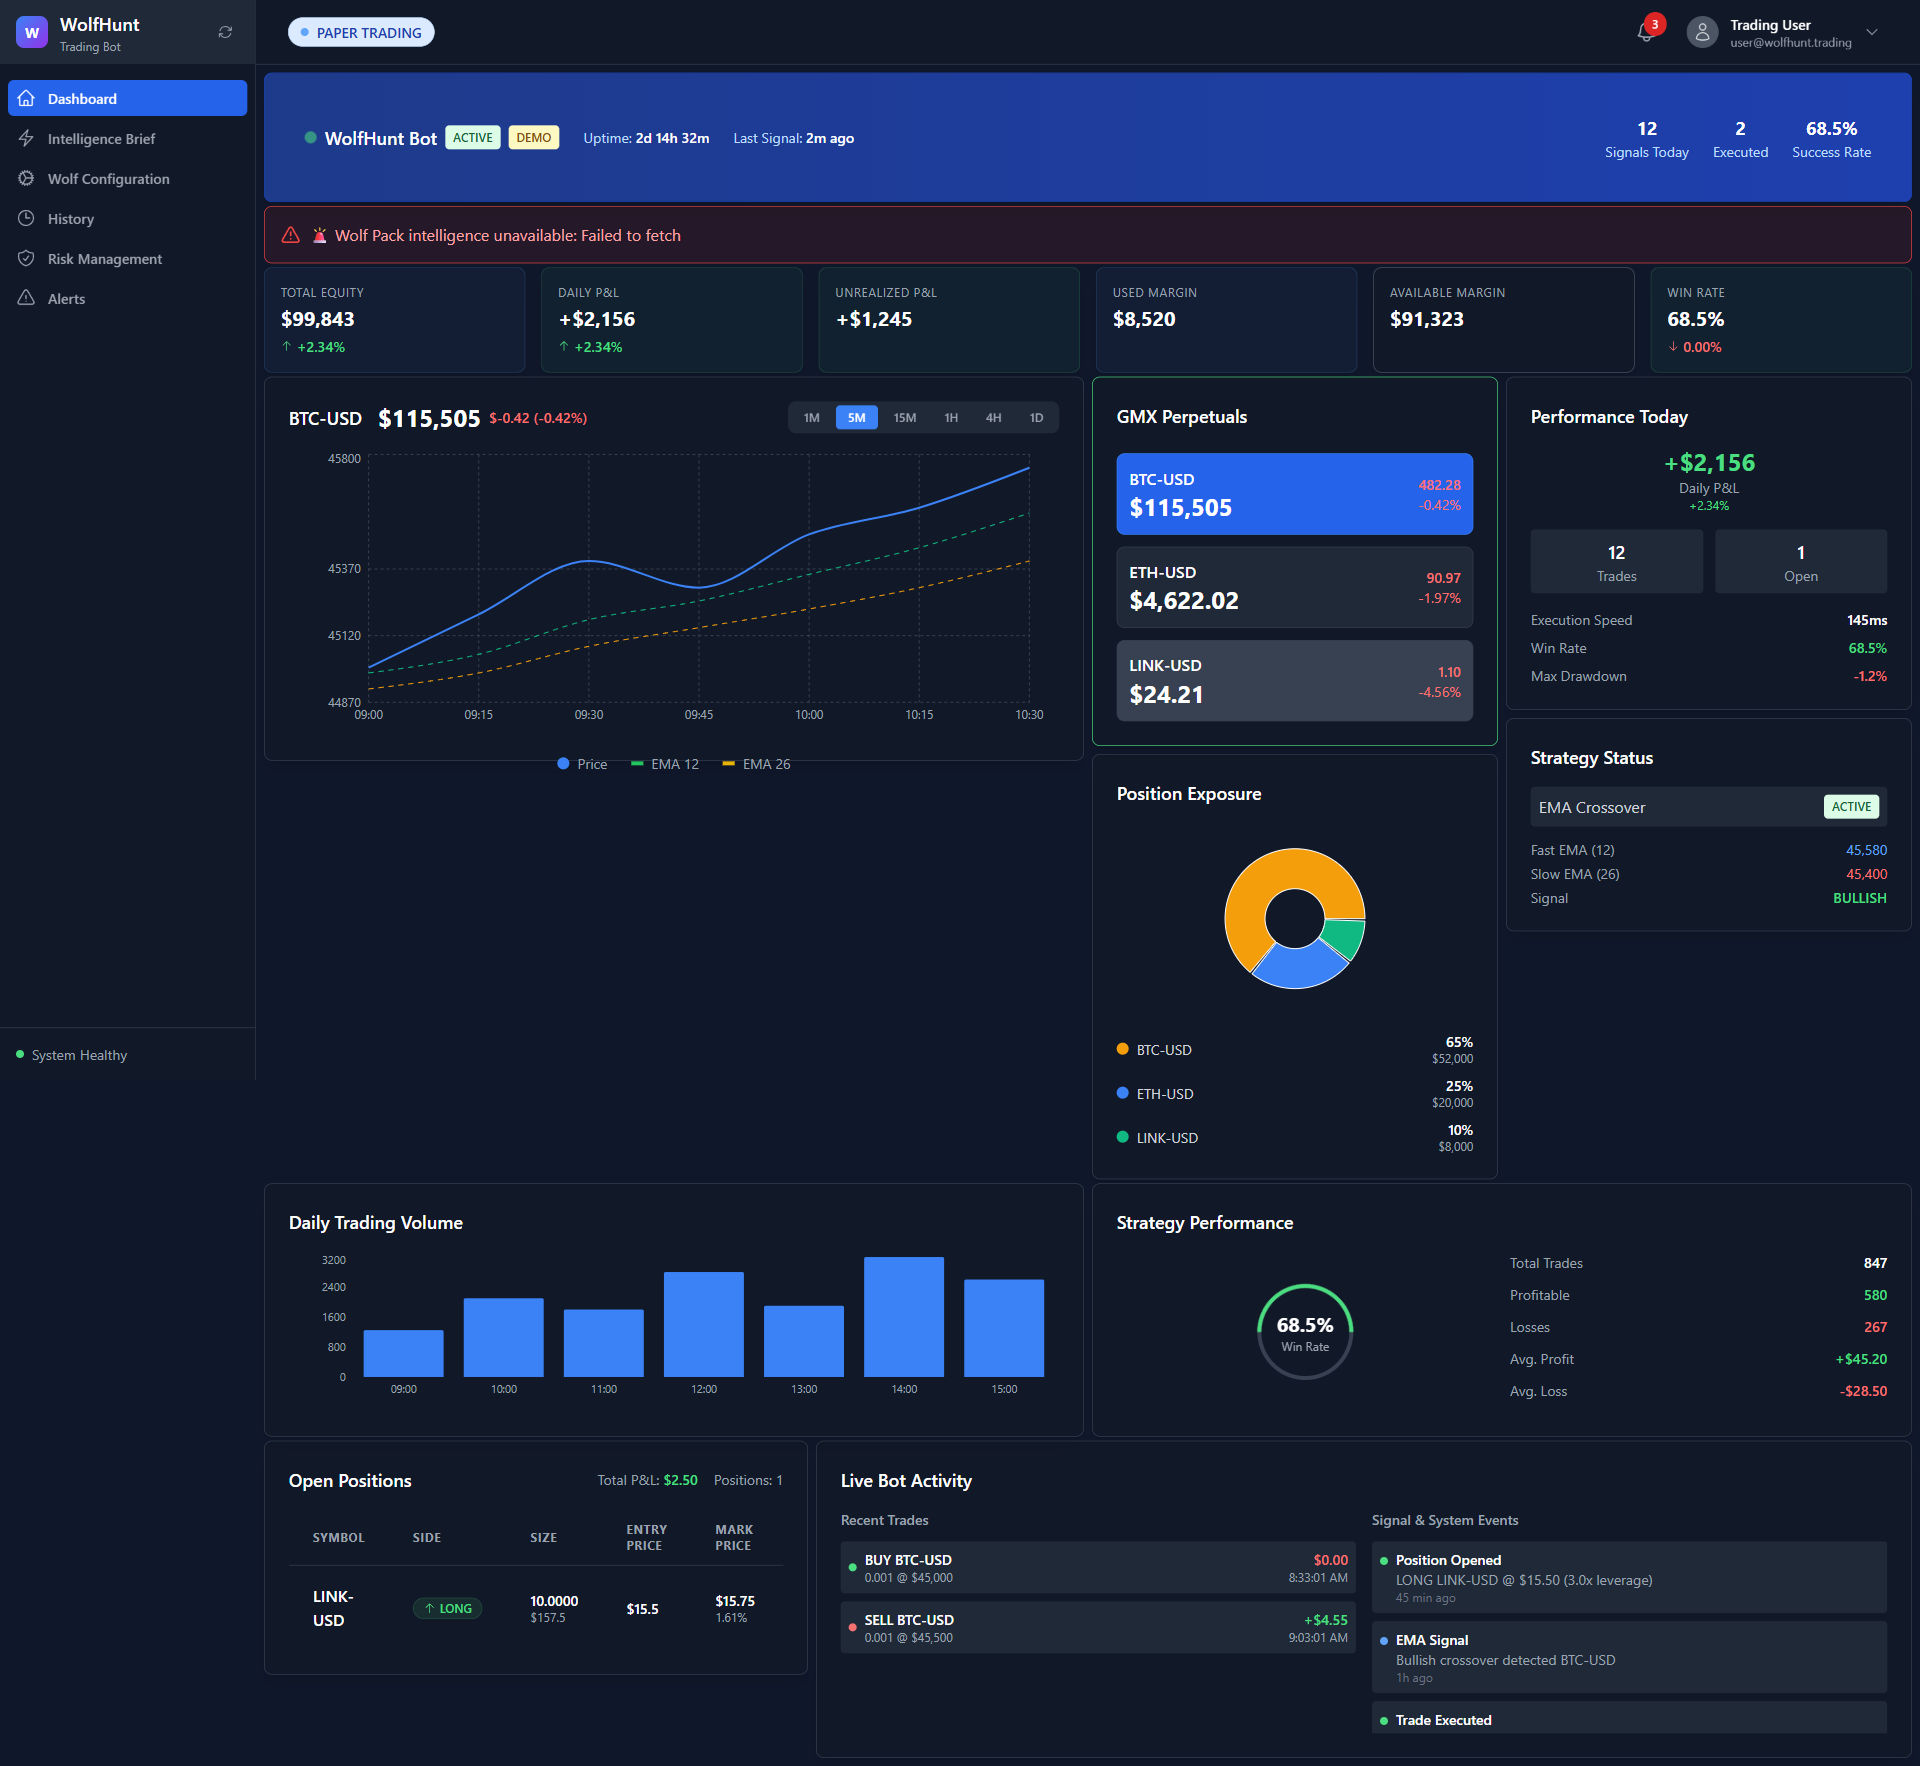 W
WolfHunt
Trading Bot
PAPER TRADING
3
Trading User
user@wolfhunt.trading
Dashboard
Intelligence Brief
Wolf Configuration
History
Risk Management
Alerts
System Healthy
WolfHunt Bot ACTIVE DEMO Uptime: 2d 14h 32m Last Signal: 2m ago
12
Signals Today
2
Executed
68.5%
Success Rate
Wolf Pack intelligence unavailable: Failed to fetch
TOTAL EQUITY
$99,843
↑ +2.34%
DAILY P&L
+$2,156
↑ +2.34%
UNREALIZED P&L
+$1,245
USED MARGIN
$8,520
AVAILABLE MARGIN
$91,323
WIN RATE
68.5%
↓ 0.00%
BTC-USD $115,505 $-0.42 (-0.42%)
1M 5M 15M 1H 4H 1D
45800
45370
45120
44870
09:00 09:15 09:30 09:45 10:00 10:15 10:30
Price EMA 12 EMA 26
GMX Perpetuals
BTC-USD
$115,505
482.28
-0.42%
ETH-USD
$4,622.02
90.97
-1.97%
LINK-USD
$24.21
1.10
-4.56%
Performance Today
+$2,156
Daily P&L
+2.34%
12
Trades
1
Open
Execution Speed 145ms
Win Rate 68.5%
Max Drawdown -1.2%
Position Exposure
BTC-USD 65%
$52,000
ETH-USD 25%
$20,000
LINK-USD 10%
$8,000
Strategy Status
EMA Crossover ACTIVE
Fast EMA (12) 45,580
Slow EMA (26) 45,400
Signal BULLISH
Daily Trading Volume
3200
2400
1600
800
0
09:00 10:00 11:00 12:00 13:00 14:00 15:00
Strategy Performance
68.5%
Win Rate
Total Trades 847
Profitable 580
Losses 267
Avg. Profit +$45.20
Avg. Loss -$28.50
Open Positions Total P&L: $2.50 Positions: 1
SYMBOL SIDE SIZE ENTRY PRICE MARK PRICE
LINK-USD
↑ LONG
10.0000
$157.5
$15.5
$15.75
1.61%
Live Bot Activity
Recent Trades
BUY BTC-USD $0.00
0.001 @ $45,000 8:33:01 AM
SELL BTC-USD +$4.55
0.001 @ $45,500 9:03:01 AM
Signal & System Events
Position Opened
LONG LINK-USD @ $15.50 (3.0x leverage)
45 min ago
EMA Signal
Bullish crossover detected BTC-USD
1h ago
Trade Executed